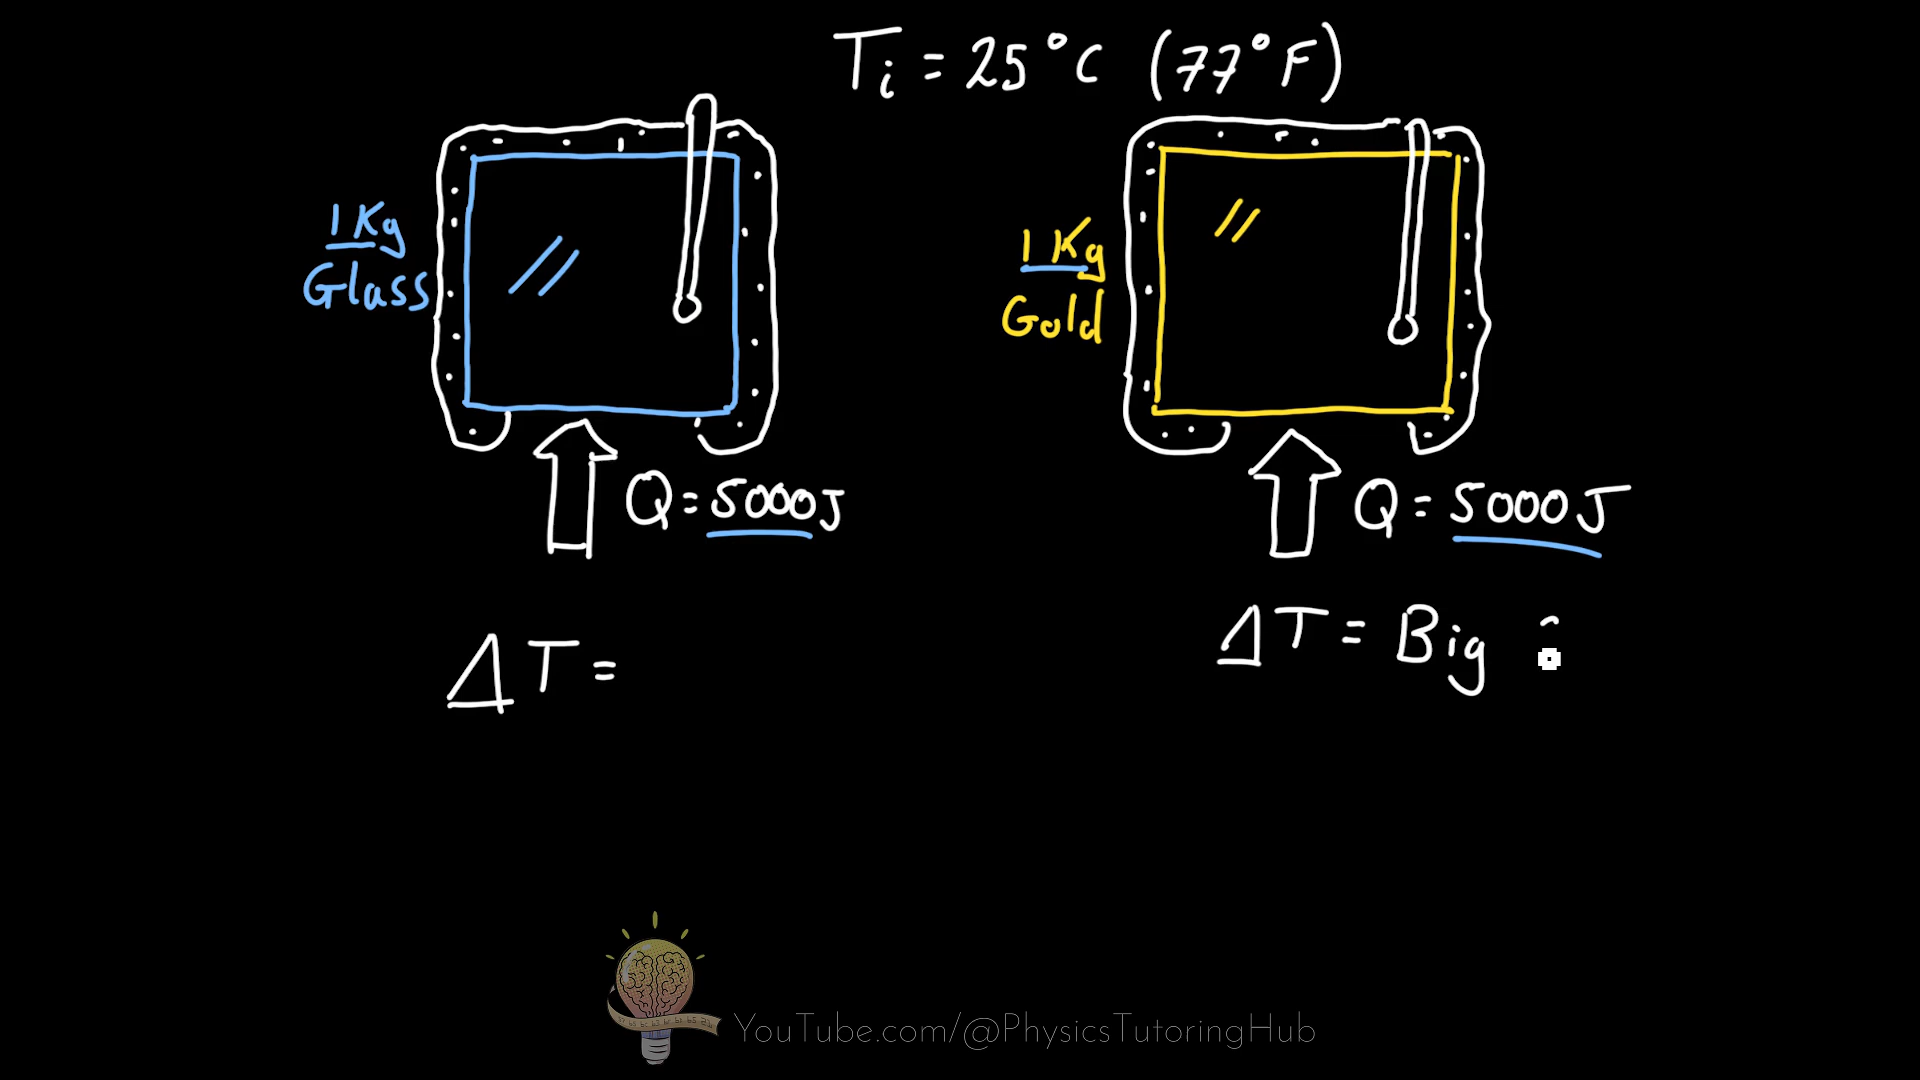 Ti = 25°C (77°F)
1 Kg
Glass
1 Kg
Gold
Q = 5000J
Q = 5000J
ΔT =
ΔT = Big
YouTube.com/@PhysicsTutoringHub